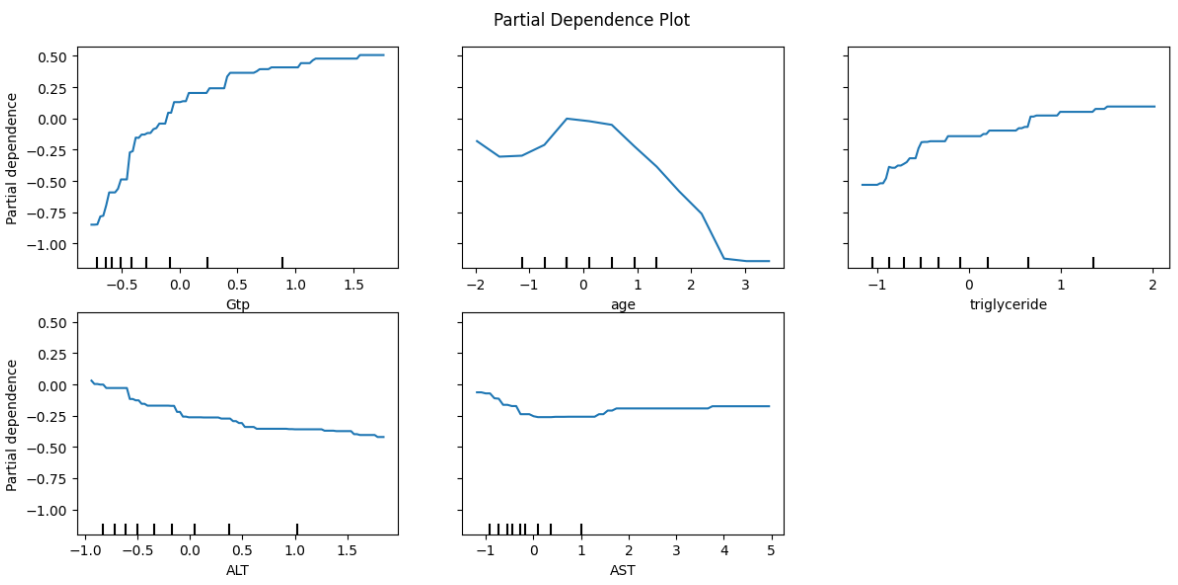 Partial Dependence Plot
Partial dependence
0.50
0.25
0.00
−0.25
−0.50
−0.75
−1.00
−0.5 0.0 0.5 1.0 1.5
Gtp
−2 −1 0 1 2 3
age
−1 0 1 2
triglyceride
Partial dependence
0.50
0.25
0.00
−0.25
−0.50
−0.75
−1.00
−1.0 −0.5 0.0 0.5 1.0 1.5
ALT
−1 0 1 2 3 4 5
AST